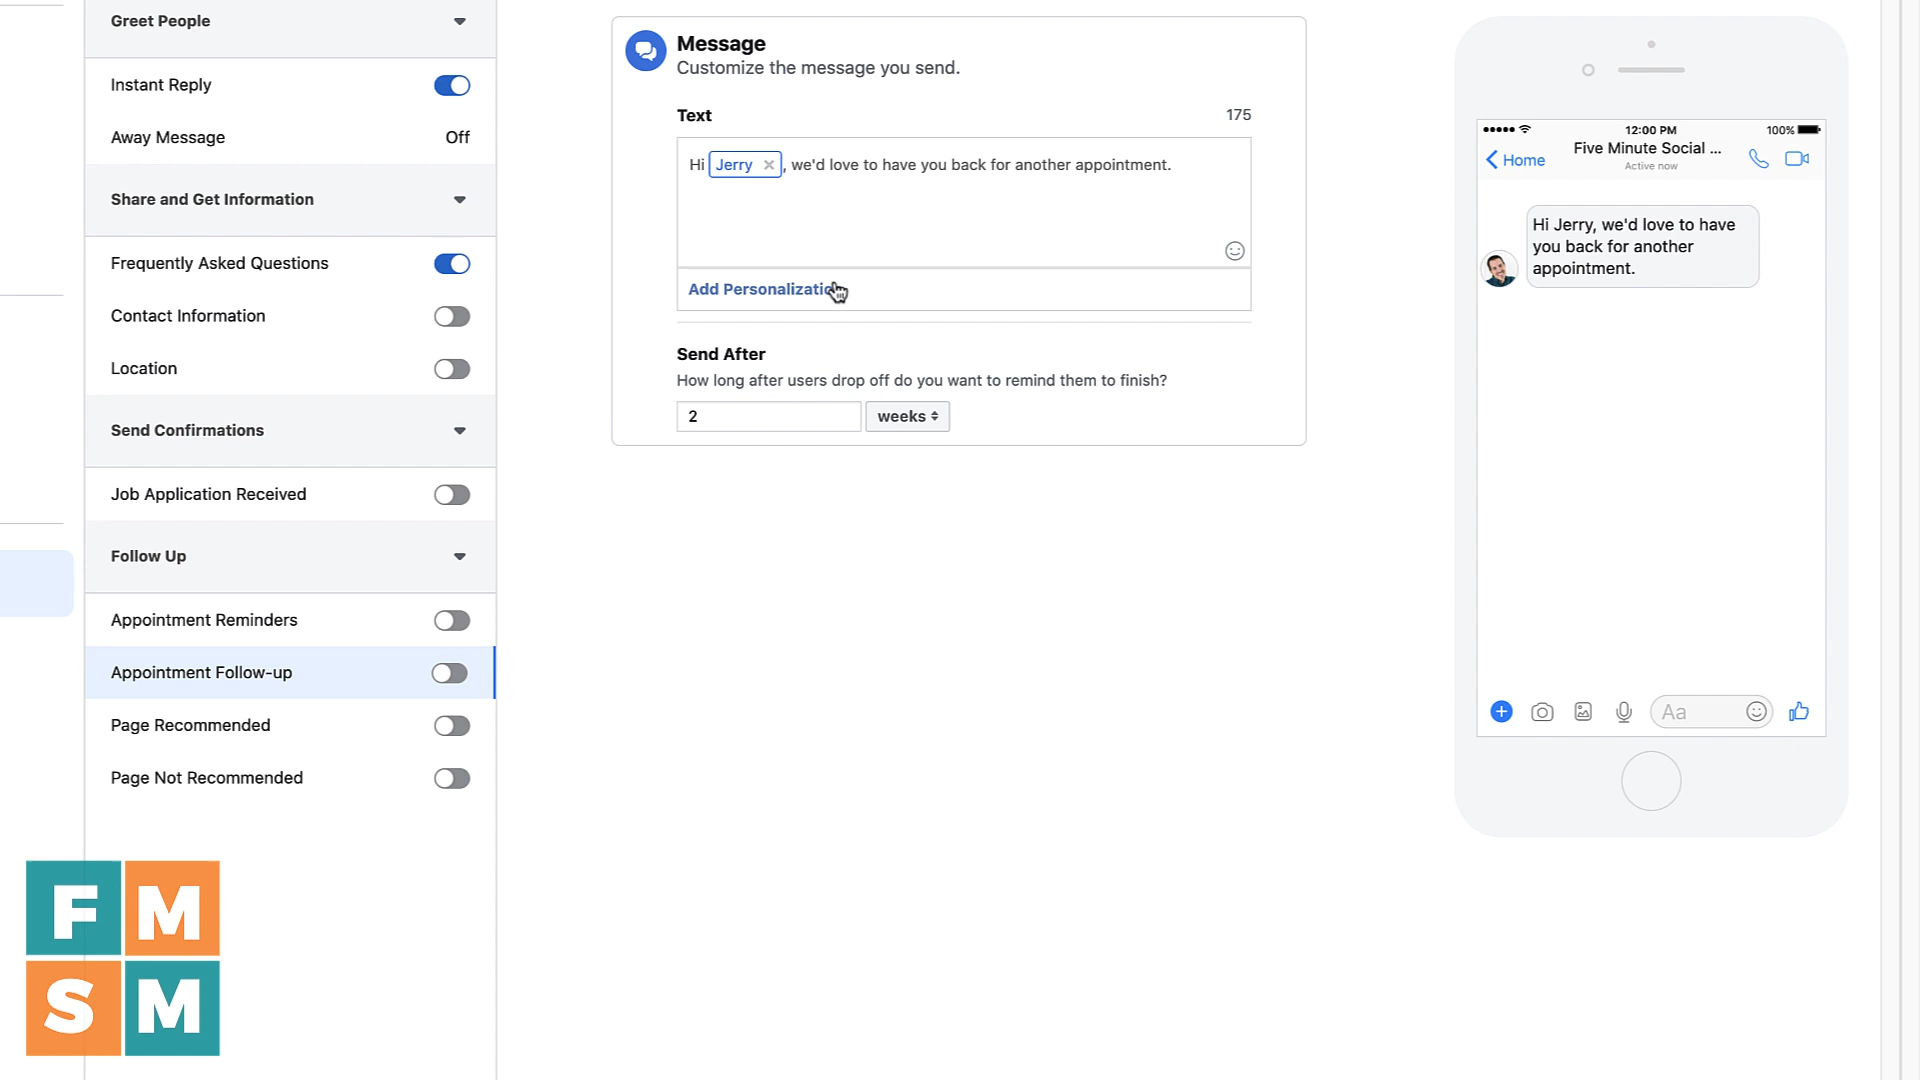 Greet People
Instant Reply
Away Message Off
Share and Get Information
Frequently Asked Questions
Contact Information
Location
Send Confirmations
Job Application Received
Follow Up
Appointment Reminders
Appointment Follow-up
Page Recommended
Page Not Recommended
F M
S M
Message
Customize the message you send.
Text 175
Hi Jerry × , we'd love to have you back for another appointment.
Add Personalizatio
Send After
How long after users drop off do you want to remind them to finish?
2 weeks
12:00 PM 100%
Home Five Minute Social ...
Active now
Hi Jerry, we'd love to have
you back for another
appointment.
Aa